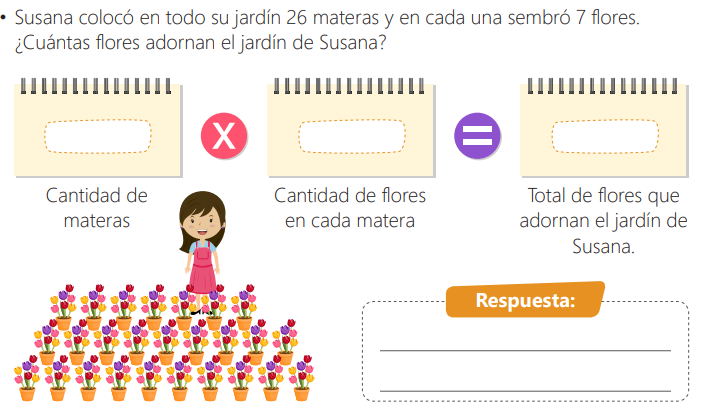 • Susana colocó en todo su jardín 26 materas y en cada una sembró 7 flores.
¿Cuántas flores adornan el jardín de Susana?
X
=
Cantidad de
materas
Cantidad de flores
en cada matera
Total de flores que
adornan el jardín de
Susana.
Respuesta: